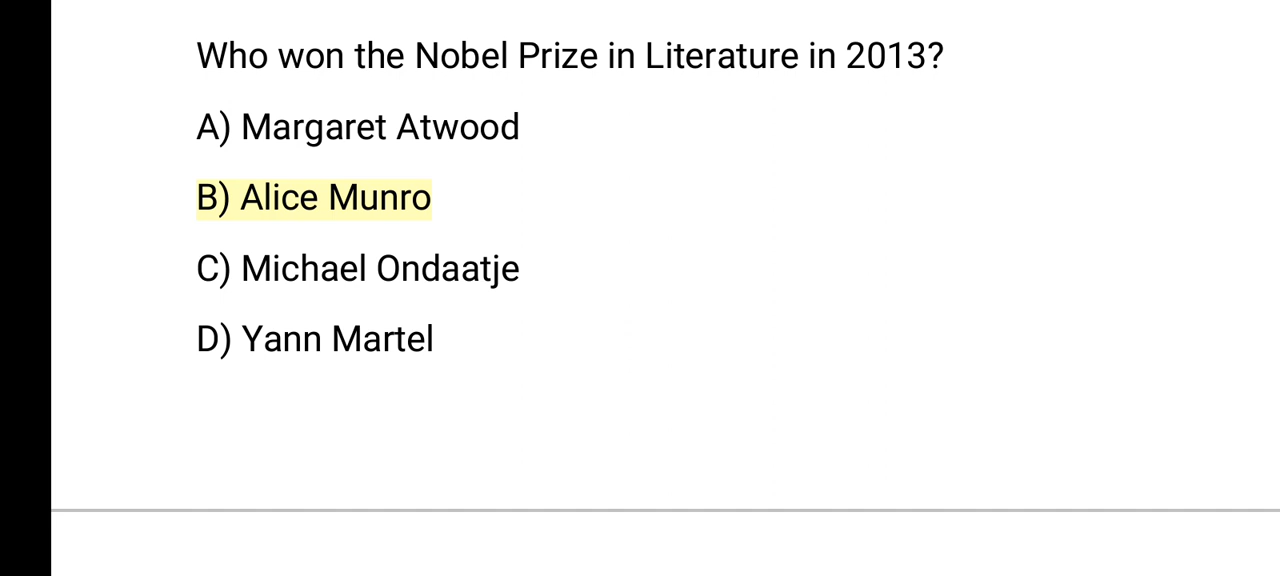 Who won the Nobel Prize in Literature in 2013?
A) Margaret Atwood
B) Alice Munro
C) Michael Ondaatje
D) Yann Martel